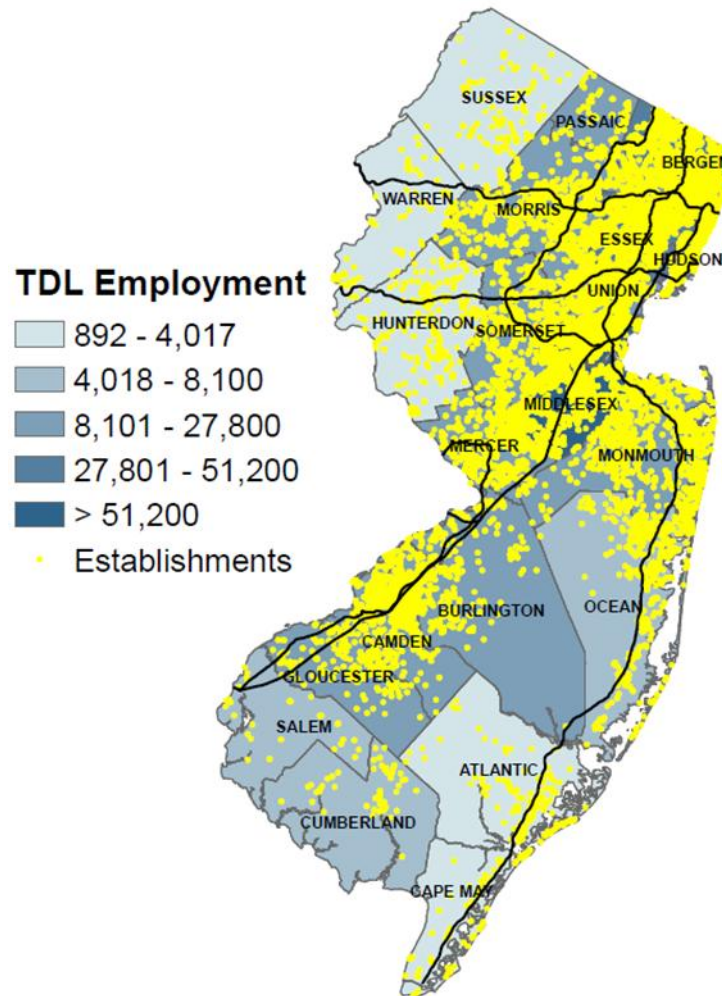 SUSSEX
PASSAIC
BERGEN
WARREN
MORRIS
ESSEX
HUDSON
UNION
TDL Employment
892 - 4,017
4,018 - 8,100
8,101 - 27,800
27,801 - 51,200
> 51,200
Establishments
HUNTERDON
SOMERSET
MIDDLESEX
MERCER
MONMOUTH
OCEAN
BURLINGTON
CAMDEN
GLOUCESTER
SALEM
ATLANTIC
CUMBERLAND
CAPE MAY